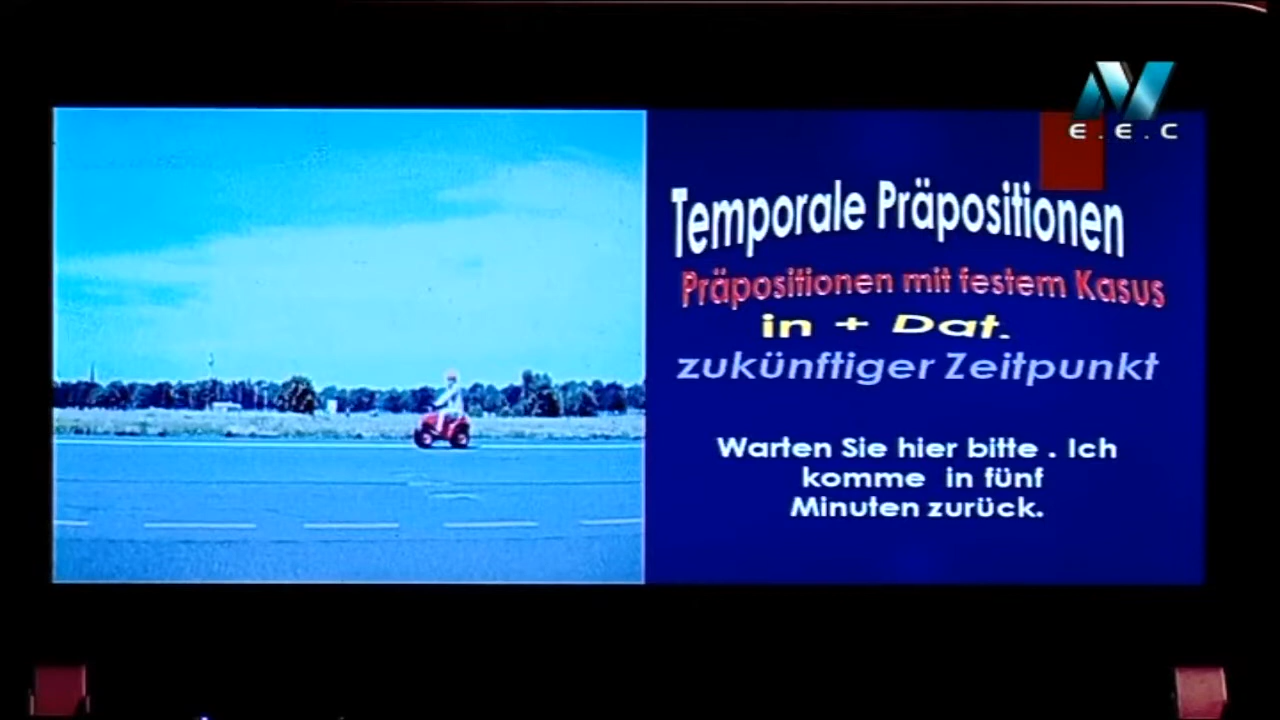 E.E.C
Temporale Präpositionen
Präpositionen mit festem Kasus
in + Dat.
zukünftiger Zeitpunkt
Warten Sie hier bitte . Ich
komme in fünf
Minuten zurück.